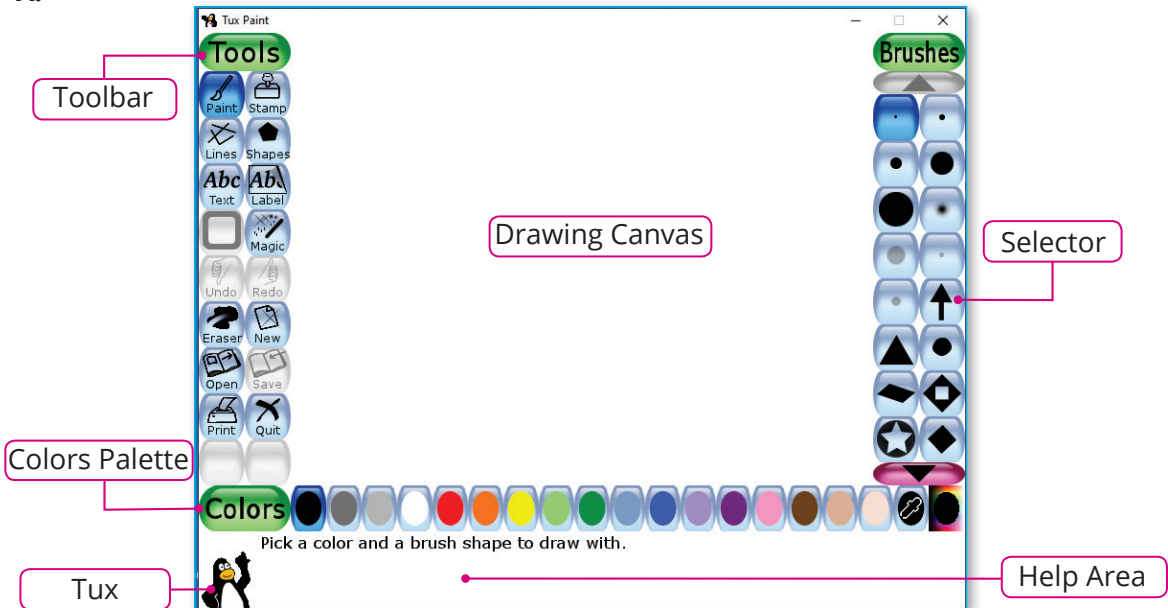 Tux Paint
Tools
Brushes
Toolbar
Paint Stamp
Lines Shapes
Abc Abc
Text Label
Magic
Drawing Canvas
Selector
Undo Redo
Eraser New
Open Save
Print Quit
Colors Palette
Colors
Pick a color and a brush shape to draw with.
Tux
Help Area